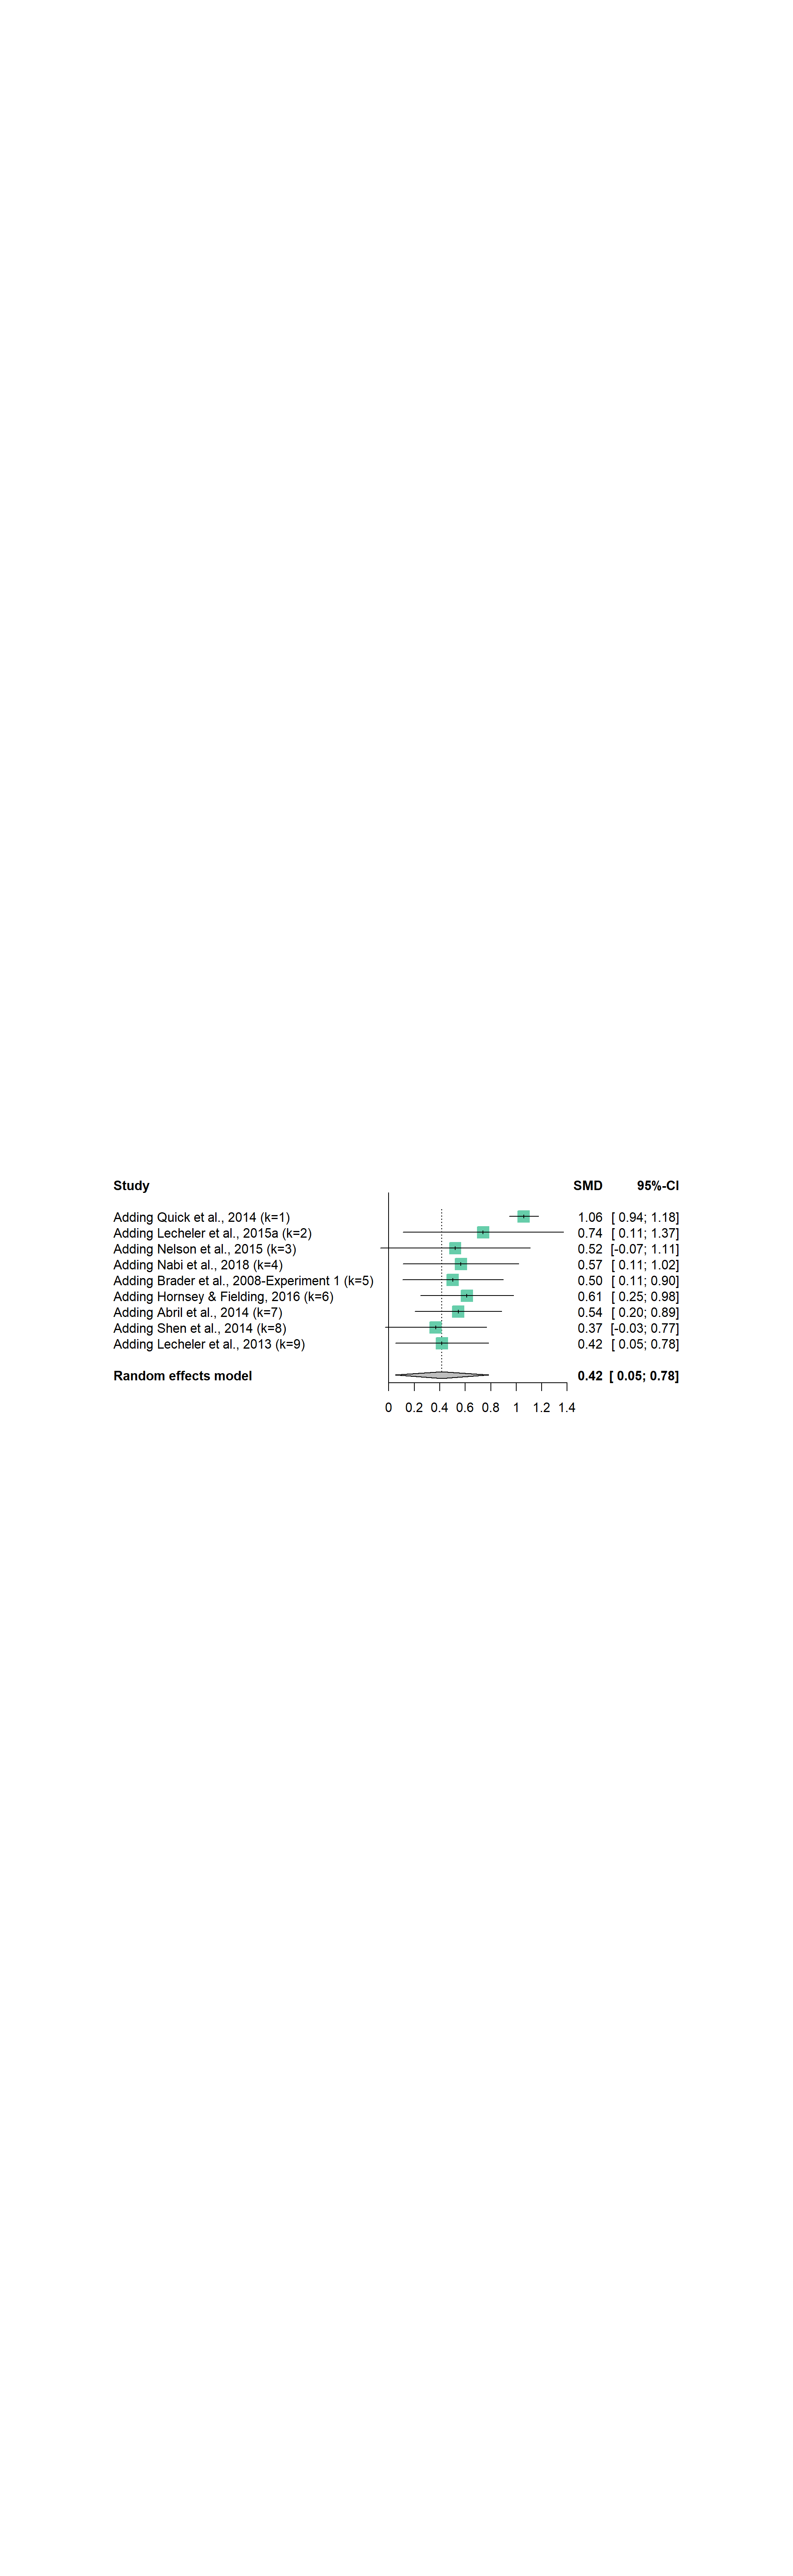 Study SMD 95%-CI
Adding Quick et al., 2014 (k=1) 1.06 [ 0.94; 1.18]
Adding Lecheler et al., 2015a (k=2) 0.74 [ 0.11; 1.37]
Adding Nelson et al., 2015 (k=3) 0.52 [-0.07; 1.11]
Adding Nabi et al., 2018 (k=4) 0.57 [ 0.11; 1.02]
Adding Brader et al., 2008-Experiment 1 (k=5) 0.50 [ 0.11; 0.90]
Adding Hornsey & Fielding, 2016 (k=6) 0.61 [ 0.25; 0.98]
Adding Abril et al., 2014 (k=7) 0.54 [ 0.20; 0.89]
Adding Shen et al., 2014 (k=8) 0.37 [-0.03; 0.77]
Adding Lecheler et al., 2013 (k=9) 0.42 [ 0.05; 0.78]
Random effects model 0.42 [ 0.05; 0.78]
0 0.2 0.4 0.6 0.8 1 1.2 1.4